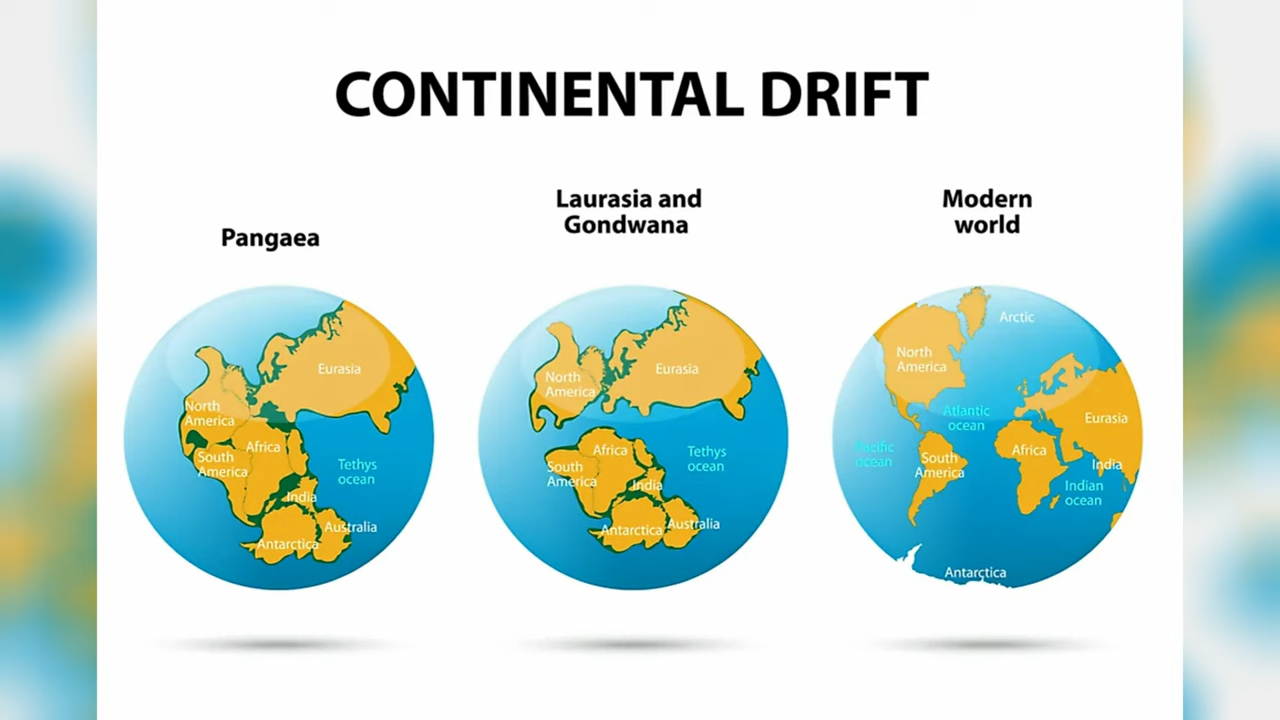 CONTINENTAL DRIFT
Pangaea
Eurasia
North
America
Africa
South
America
Tethys
ocean
India
Australia
Antarctica
Laurasia and
Gondwana
Eurasia
North
America
Africa
Tethys
ocean
South
America
India
Australia
Antarctica
Modern
world
Arctic
North
America
Atlantic
ocean
Eurasia
Pacific
ocean
Africa
South
America
India
Indian
ocean
Antarctica